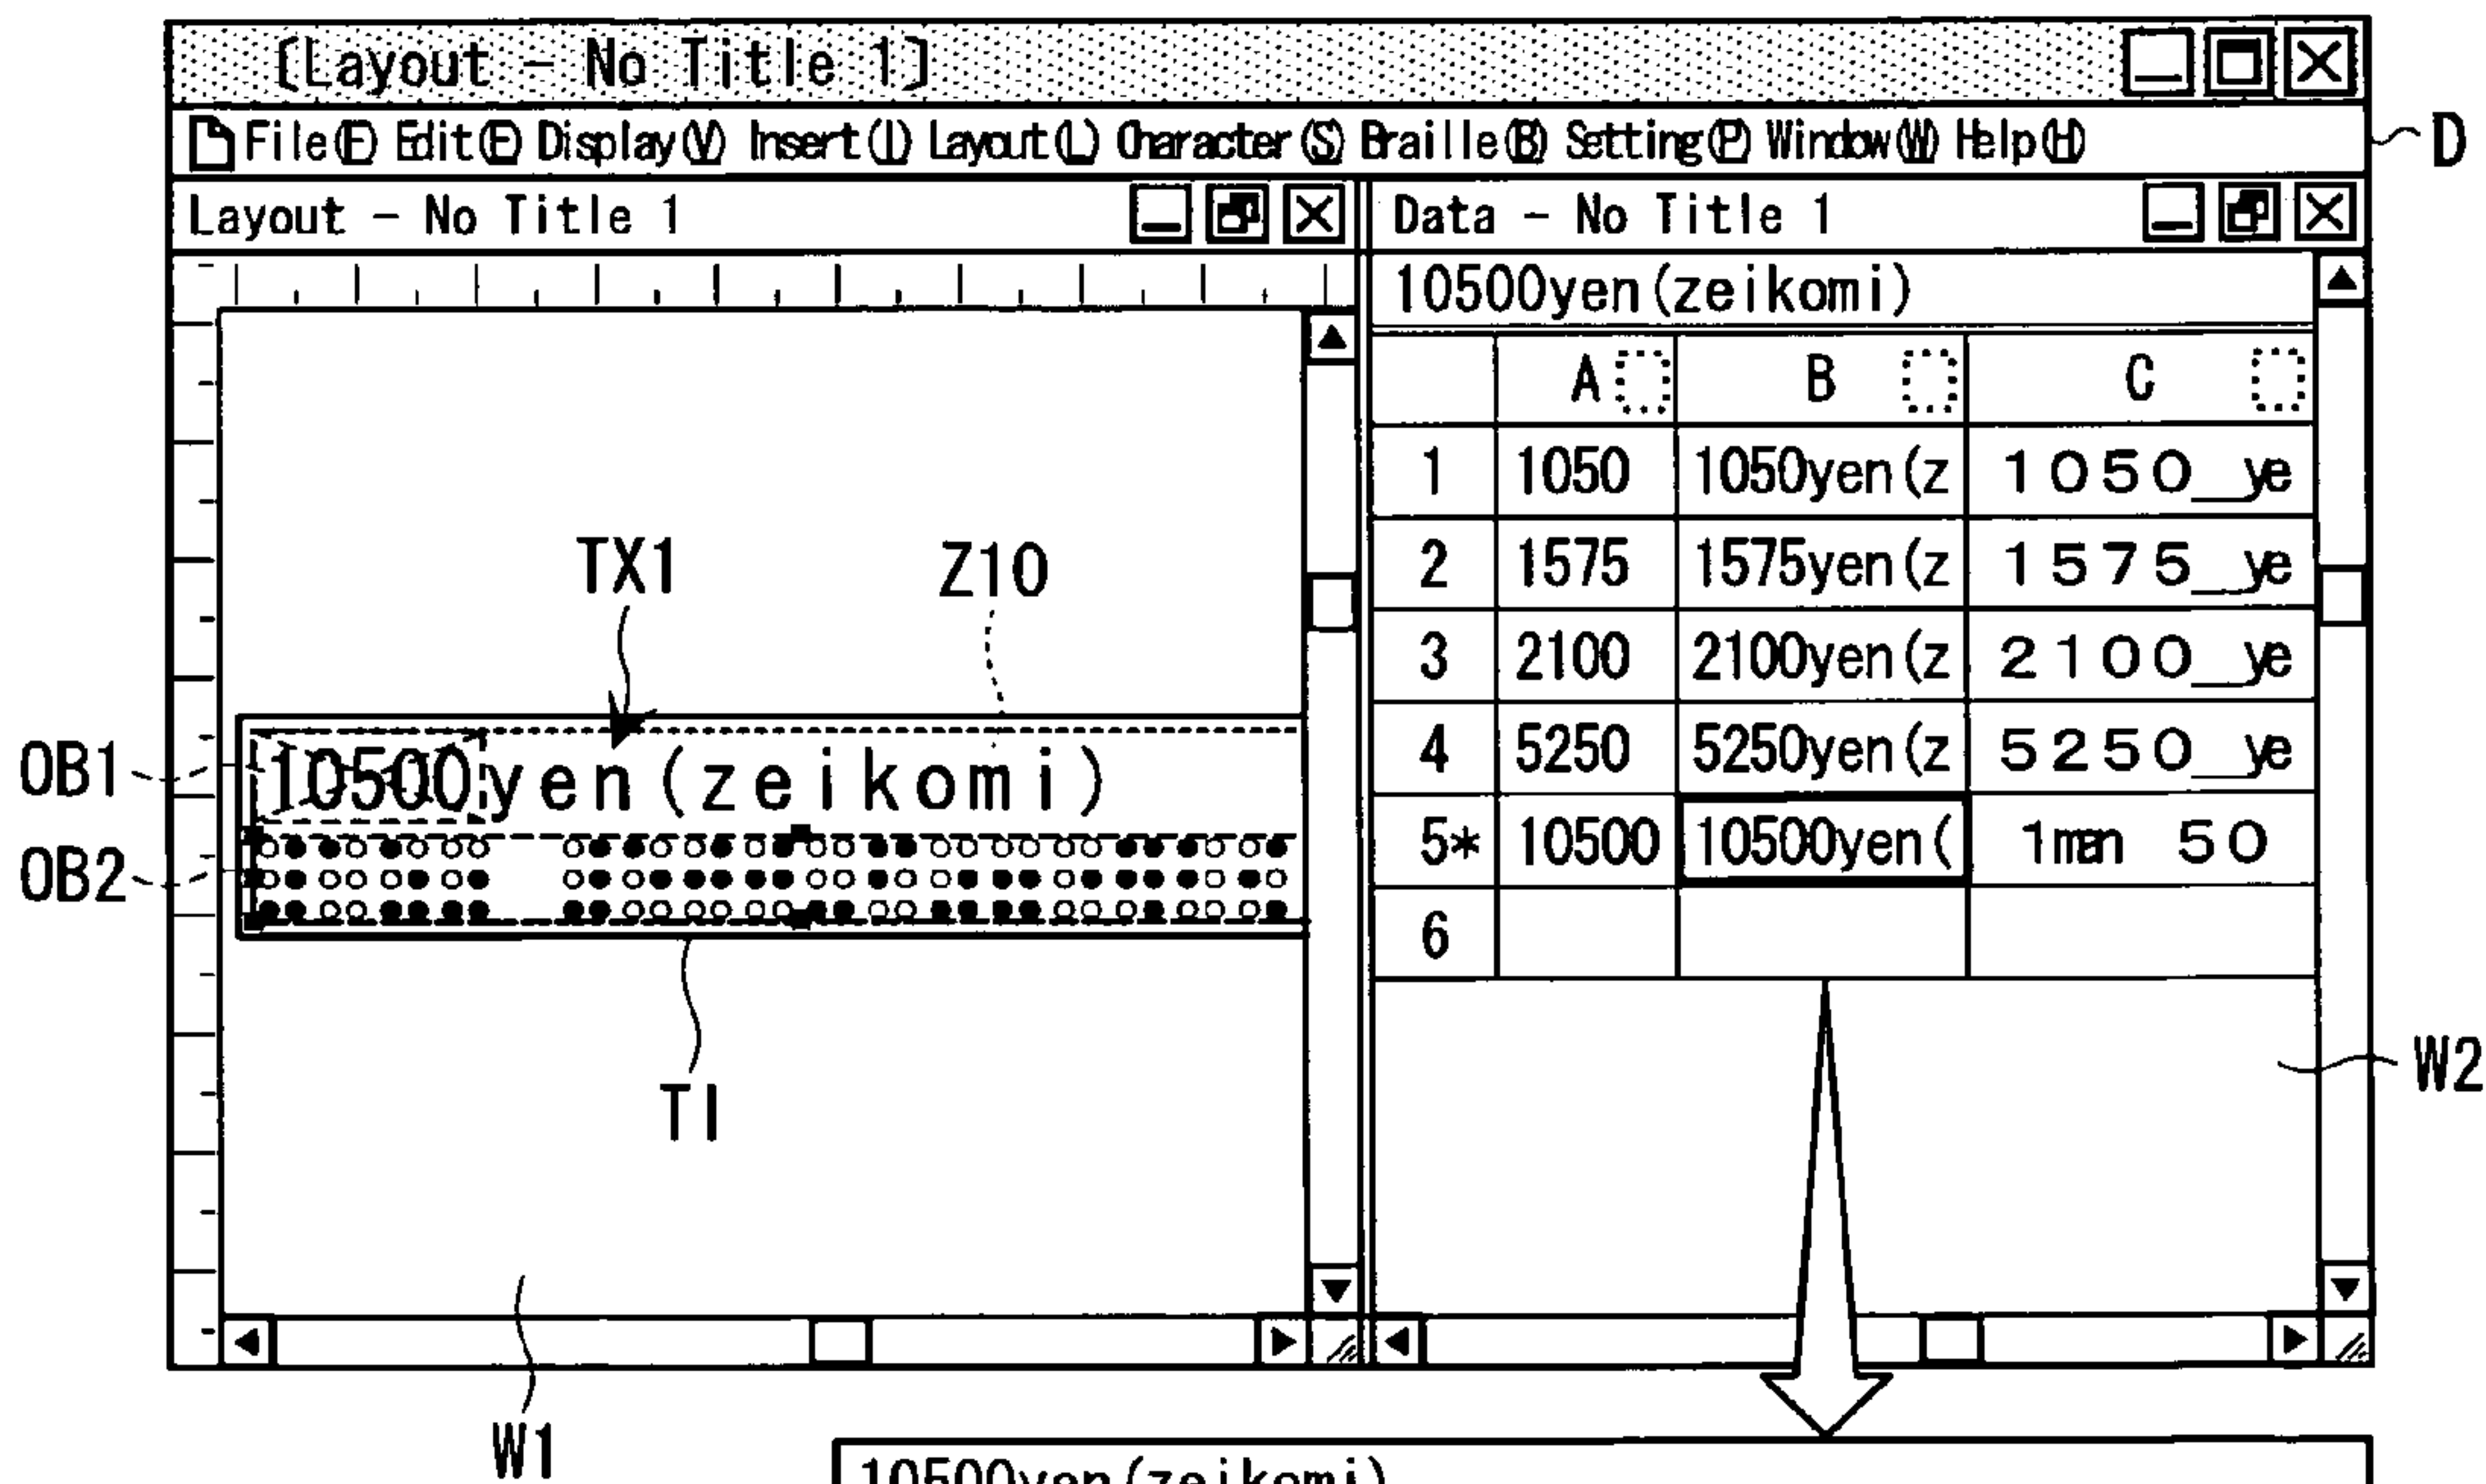 [Layout - No Title 1]
File(F) Edit(E) Display(V) Insert(I) Layout(L) Character(S) Braille(B) Setting(P) Window(W) Help(H)
D
Layout - No Title 1
Data - No Title 1
10500yen(zeikomi)
A B C
1 1050 1050yen(z 1050_ye
2 1575 1575yen(z 1575_ye
3 2100 2100yen(z 2100_ye
4 5250 5250yen(z 5250_ye
5* 10500 10500yen( 1man 50
6
TX1
Z10
OB1
10500yen(zeikomi)
OB2
TI
W2
W1
10500yen(zeikomi)